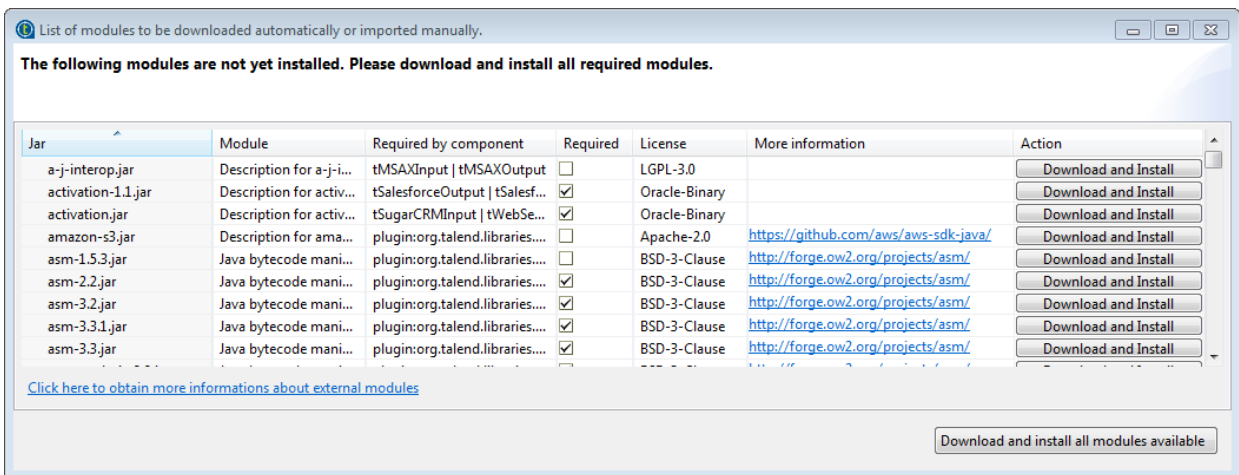 List of modules to be downloaded automatically or imported manually.
The following modules are not yet installed. Please download and install all required modules.
Jar Module Required by component Required License More information Action
a-j-interop.jar Description for a-j-i... tMSAXInput | tMSAXOutput LGPL-3.0 Download and Install
activation-1.1.jar Description for activ... tSalesforceOutput | tSalesf... Oracle-Binary Download and Install
activation.jar Description for activ... tSugarCRMInput | tWebSe... Oracle-Binary Download and Install
amazon-s3.jar Description for ama... plugin:org.talend.libraries.... Apache-2.0 https://github.com/aws/aws-sdk-java/ Download and Install
asm-1.5.3.jar Java bytecode mani... plugin:org.talend.libraries.... BSD-3-Clause http://forge.ow2.org/projects/asm/ Download and Install
asm-2.2.jar Java bytecode mani... plugin:org.talend.libraries.... BSD-3-Clause http://forge.ow2.org/projects/asm/ Download and Install
asm-3.2.jar Java bytecode mani... plugin:org.talend.libraries.... BSD-3-Clause http://forge.ow2.org/projects/asm/ Download and Install
asm-3.3.1.jar Java bytecode mani... plugin:org.talend.libraries.... BSD-3-Clause http://forge.ow2.org/projects/asm/ Download and Install
asm-3.3.jar Java bytecode mani... plugin:org.talend.libraries.... BSD-3-Clause http://forge.ow2.org/projects/asm/ Download and Install
Click here to obtain more informations about external modules
Download and install all modules available